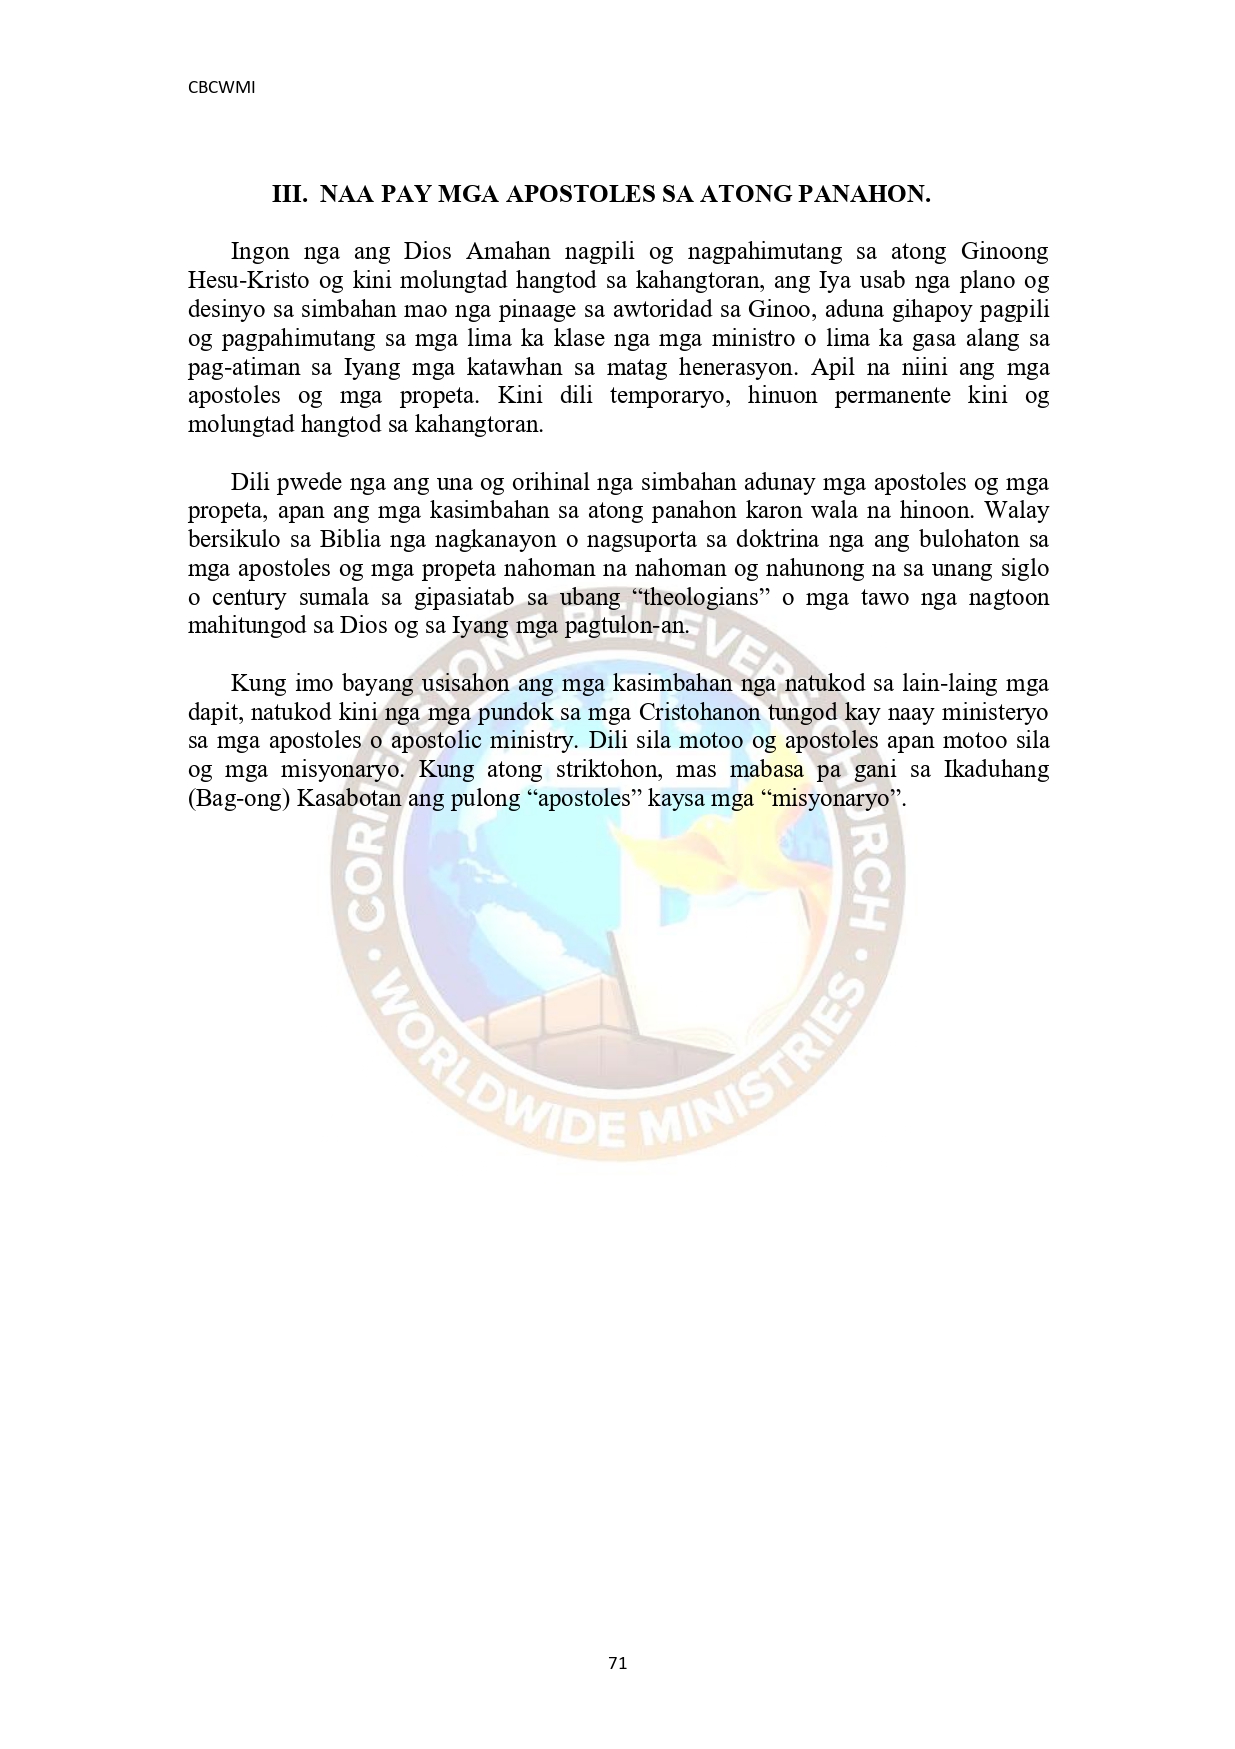 CBCWMI
III. NAA PAY MGA APOSTOLES SA ATONG PANAHON.
Ingon nga ang Dios Amahan nagpili og nagpahimutang sa atong Ginoong
Hesu-Kristo og kini molungtad hangtod sa kahangtoran, ang Iya usab nga plano og
desinyo sa simbahan mao nga pinaage sa awtoridad sa Ginoo, aduna gihapoy pagpili
og pagpahimutang sa mga lima ka klase nga mga ministro o lima ka gasa alang sa
pag-atiman sa Iyang mga katawhan sa matag henerasyon. Apil na niini ang mga
apostoles og mga propeta. Kini dili temporaryo, hinuon permanente kini og
molungtad hangtod sa kahangtoran.
Dili pwede nga ang una og orihinal nga simbahan adunay mga apostoles og mga
propeta, apan ang mga kasimbahan sa atong panahon karon wala na hinoon. Walay
bersikulo sa Biblia nga nagkanayon o nagsuporta sa doktrina nga ang bulohaton sa
mga apostoles og mga propeta nahoman na nahoman og nahunong na sa unang siglo
o century sumala sa gipasiatab sa ubang “theologians” o mga tawo nga nagtoon
mahitungod sa Dios og sa Iyang mga pagtulon-an.
Kung imo bayang usisahon ang mga kasimbahan nga natukod sa lain-laing mga
dapit, natukod kini nga mga pundok sa mga Cristohanon tungod kay naay ministeryo
sa mga apostoles o apostolic ministry. Dili sila motoo og apostoles apan motoo sila
og mga misyonaryo. Kung atong striktohon, mas mabasa pa gani sa Ikaduhang
(Bag-ong) Kasabotan ang pulong “apostoles” kaysa mga “misyonaryo”.
CORNERSTONE BELIEVERS CHURCH
• WORLDWIDE MINISTRIES •
71